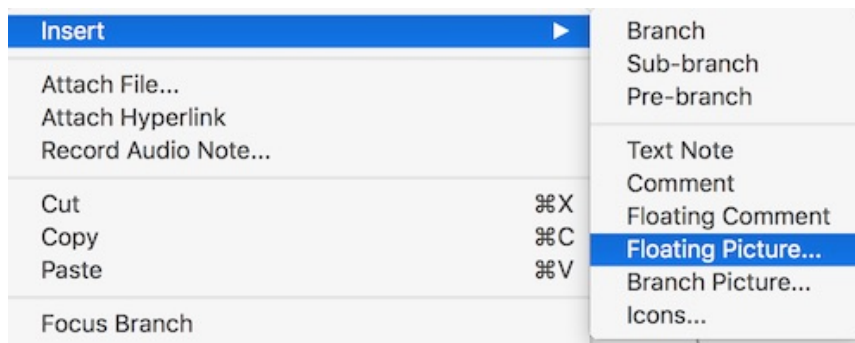 Insert ▶
Attach File...
Attach Hyperlink
Record Audio Note...
Cut ⌘X
Copy ⌘C
Paste ⌘V
Focus Branch
Branch
Sub-branch
Pre-branch
Text Note
Comment
Floating Comment
Floating Picture...
Branch Picture...
Icons...